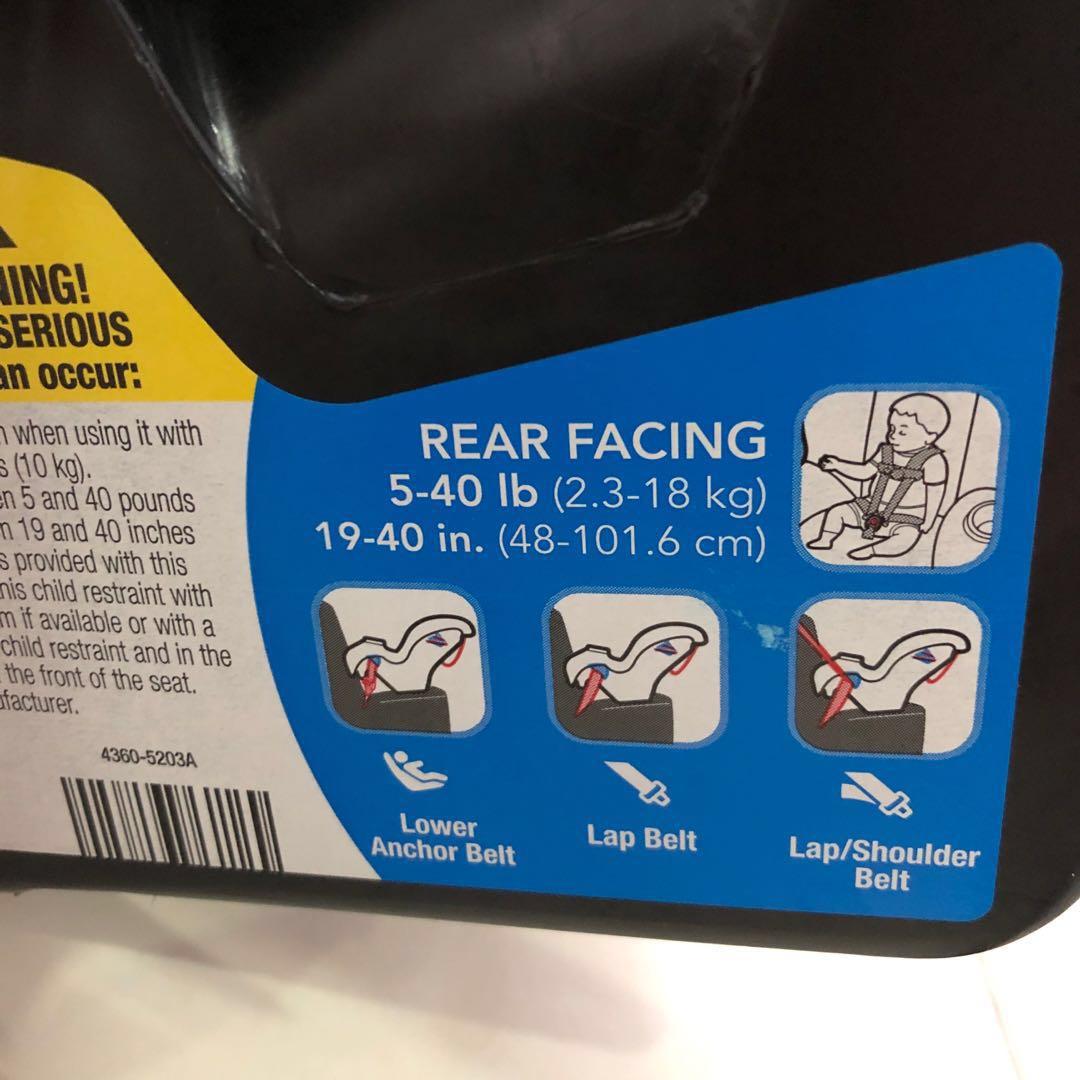 NING!
SERIOUS
an occur:
when using it with
s (10 kg).
en 5 and 40 pounds
n 19 and 40 inches
s provided with this
his child restraint with
m if available or with a
child restraint and in the
the front of the seat.
ufacturer.
4360-5203A
REAR FACING
5-40 lb (2.3-18 kg)
19-40 in. (48-101.6 cm)
Lower
Anchor Belt
Lap Belt
Lap/Shoulder
Belt